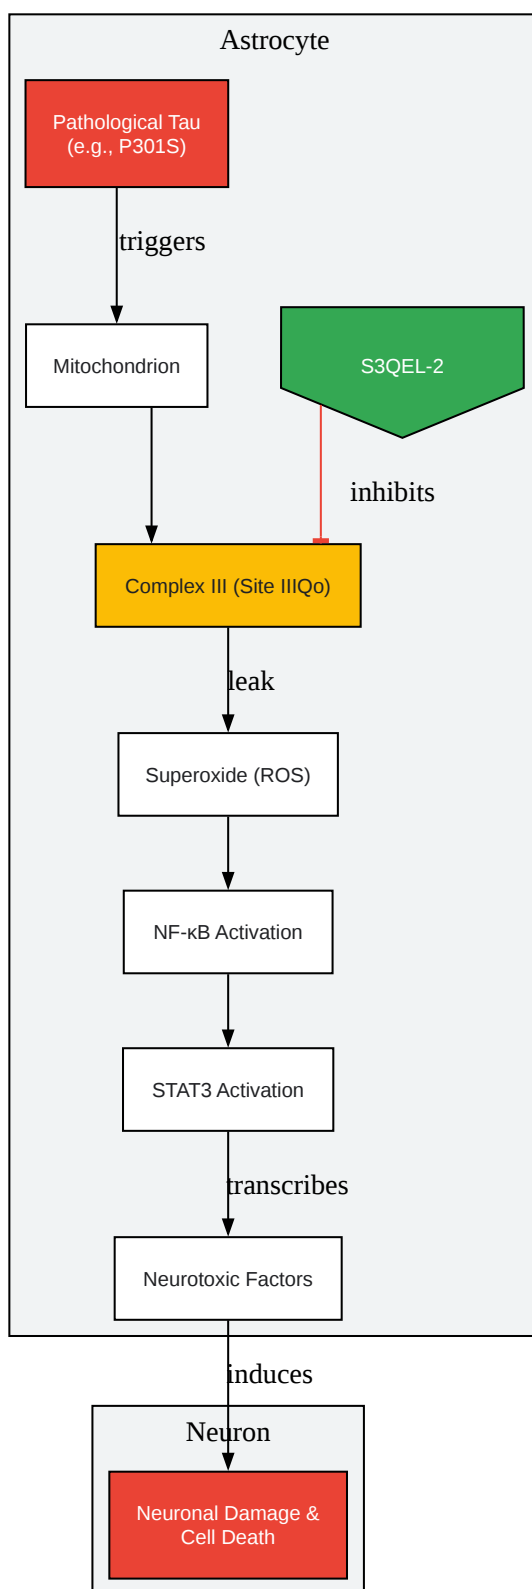 Astrocyte
Pathological Tau
(e.g., P301S)
triggers
Mitochondrion
S3QEL-2
inhibits
Complex III (Site IIIQo)
leak
Superoxide (ROS)
NF-κB Activation
STAT3 Activation
transcribes
Neurotoxic Factors
induces
Neuron
Neuronal Damage &
Cell Death